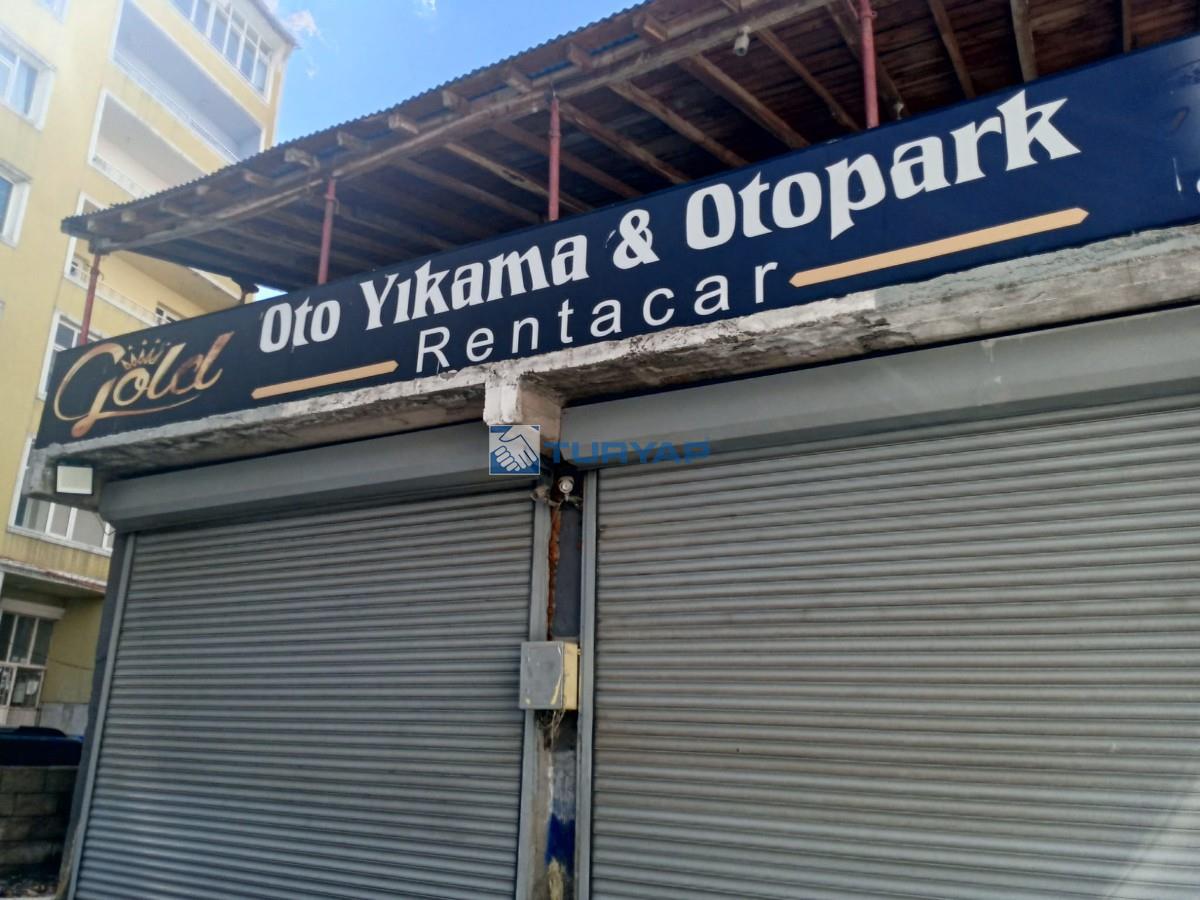 Gold
Oto Yıkama & Otopark
Rentacar
TURYAP